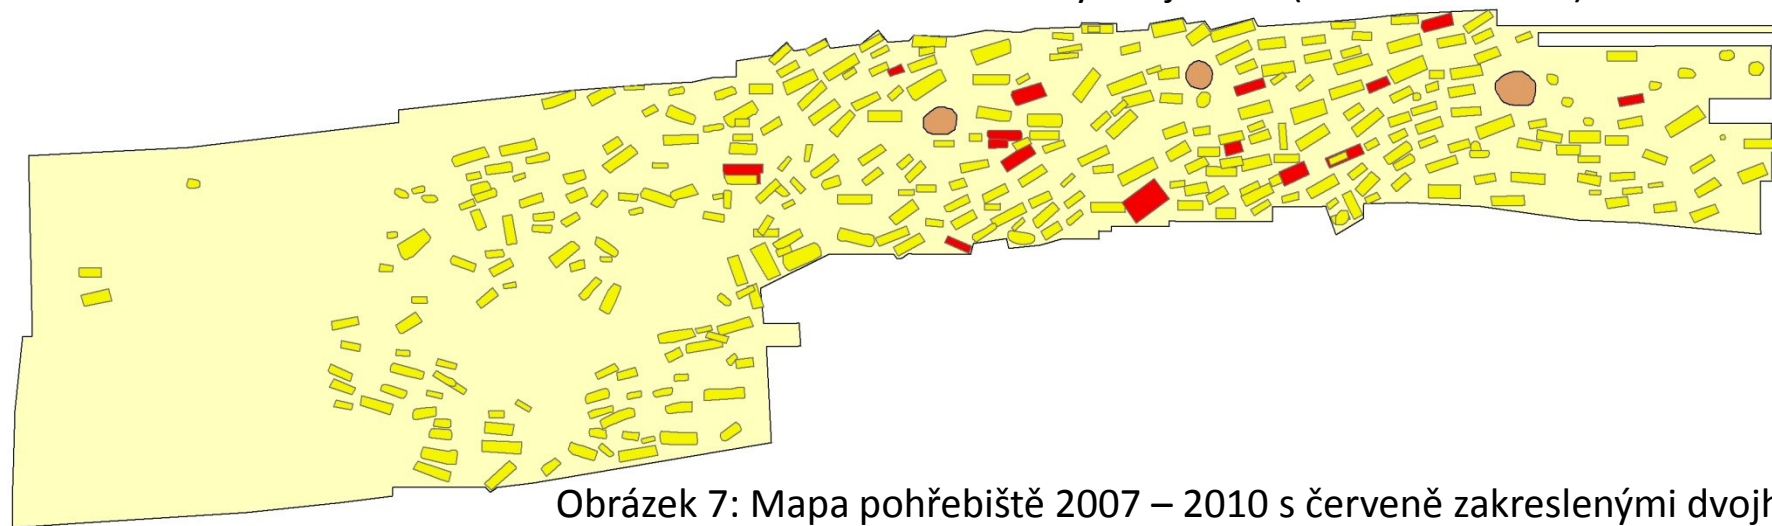 Obrázek 7: Mapa pohřebiště 2007 – 2010 s červeně zakreslenými